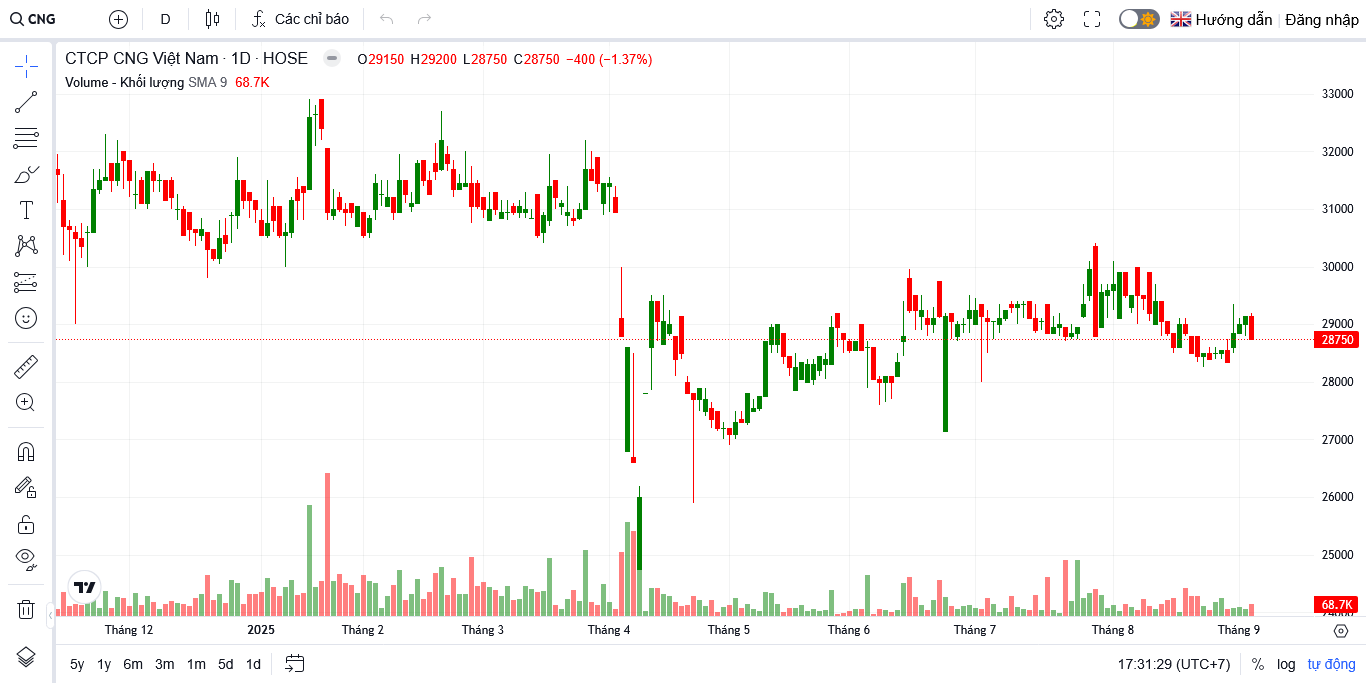 CNG D Các chỉ báo Hướng dẫn Đăng nhập
CTCP CNG Việt Nam · 1D · HOSE O29150 H29200 L28750 C28750 −400 (−1.37%)
Volume - Khối lượng SMA 9 68.7K
33000
32000
31000
30000
29000
28750
28000
27000
26000
25000
68.7K
24000
Tháng 12 2025 Tháng 2 Tháng 3 Tháng 4 Tháng 5 Tháng 6 Tháng 7 Tháng 8 Tháng 9
5y 1y 6m 3m 1m 5d 1d 17:31:29 (UTC+7) % log tự động